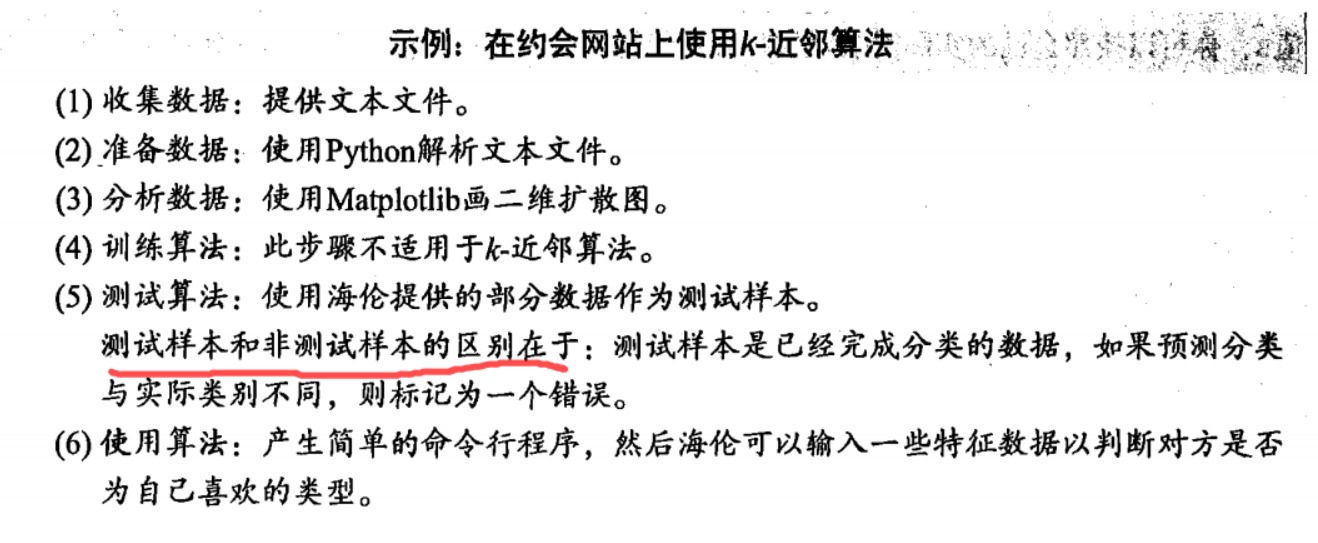 示例：在约会网站上使用k-近邻算法
(1) 收集数据：提供文本文件。
(2) 准备数据：使用Python解析文本文件。
(3) 分析数据：使用Matplotlib画二维扩散图。
(4) 训练算法：此步骤不适用于k-近邻算法。
(5) 测试算法：使用海伦提供的部分数据作为测试样本。
测试样本和非测试样本的区别在于：测试样本是已经完成分类的数据，如果预测分类
与实际类别不同，则标记为一个错误。
(6) 使用算法：产生简单的命令行程序，然后海伦可以输入一些特征数据以判断对方是否
为自己喜欢的类型。